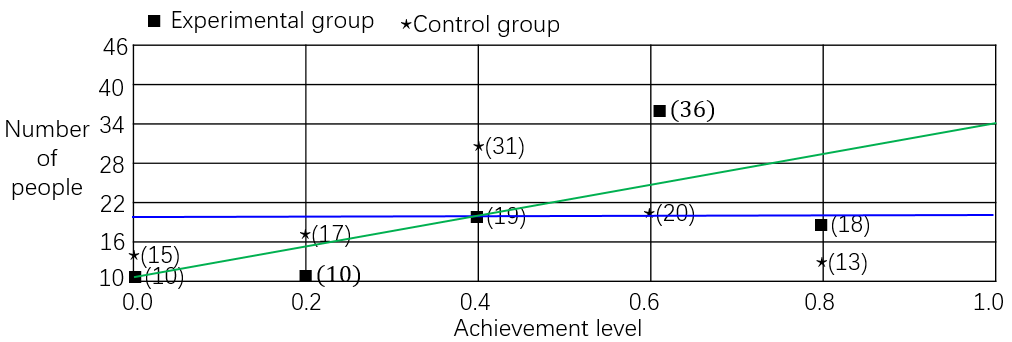 Experimental group
Control group
46
40
34
28
22
16
10
Number
of
people
(36)
(31)
(19)
(20)
(18)
(17)
(15)
(13)
(10)
(10)
0.0 0.2 0.4 0.6 0.8 1.0
Achievement level